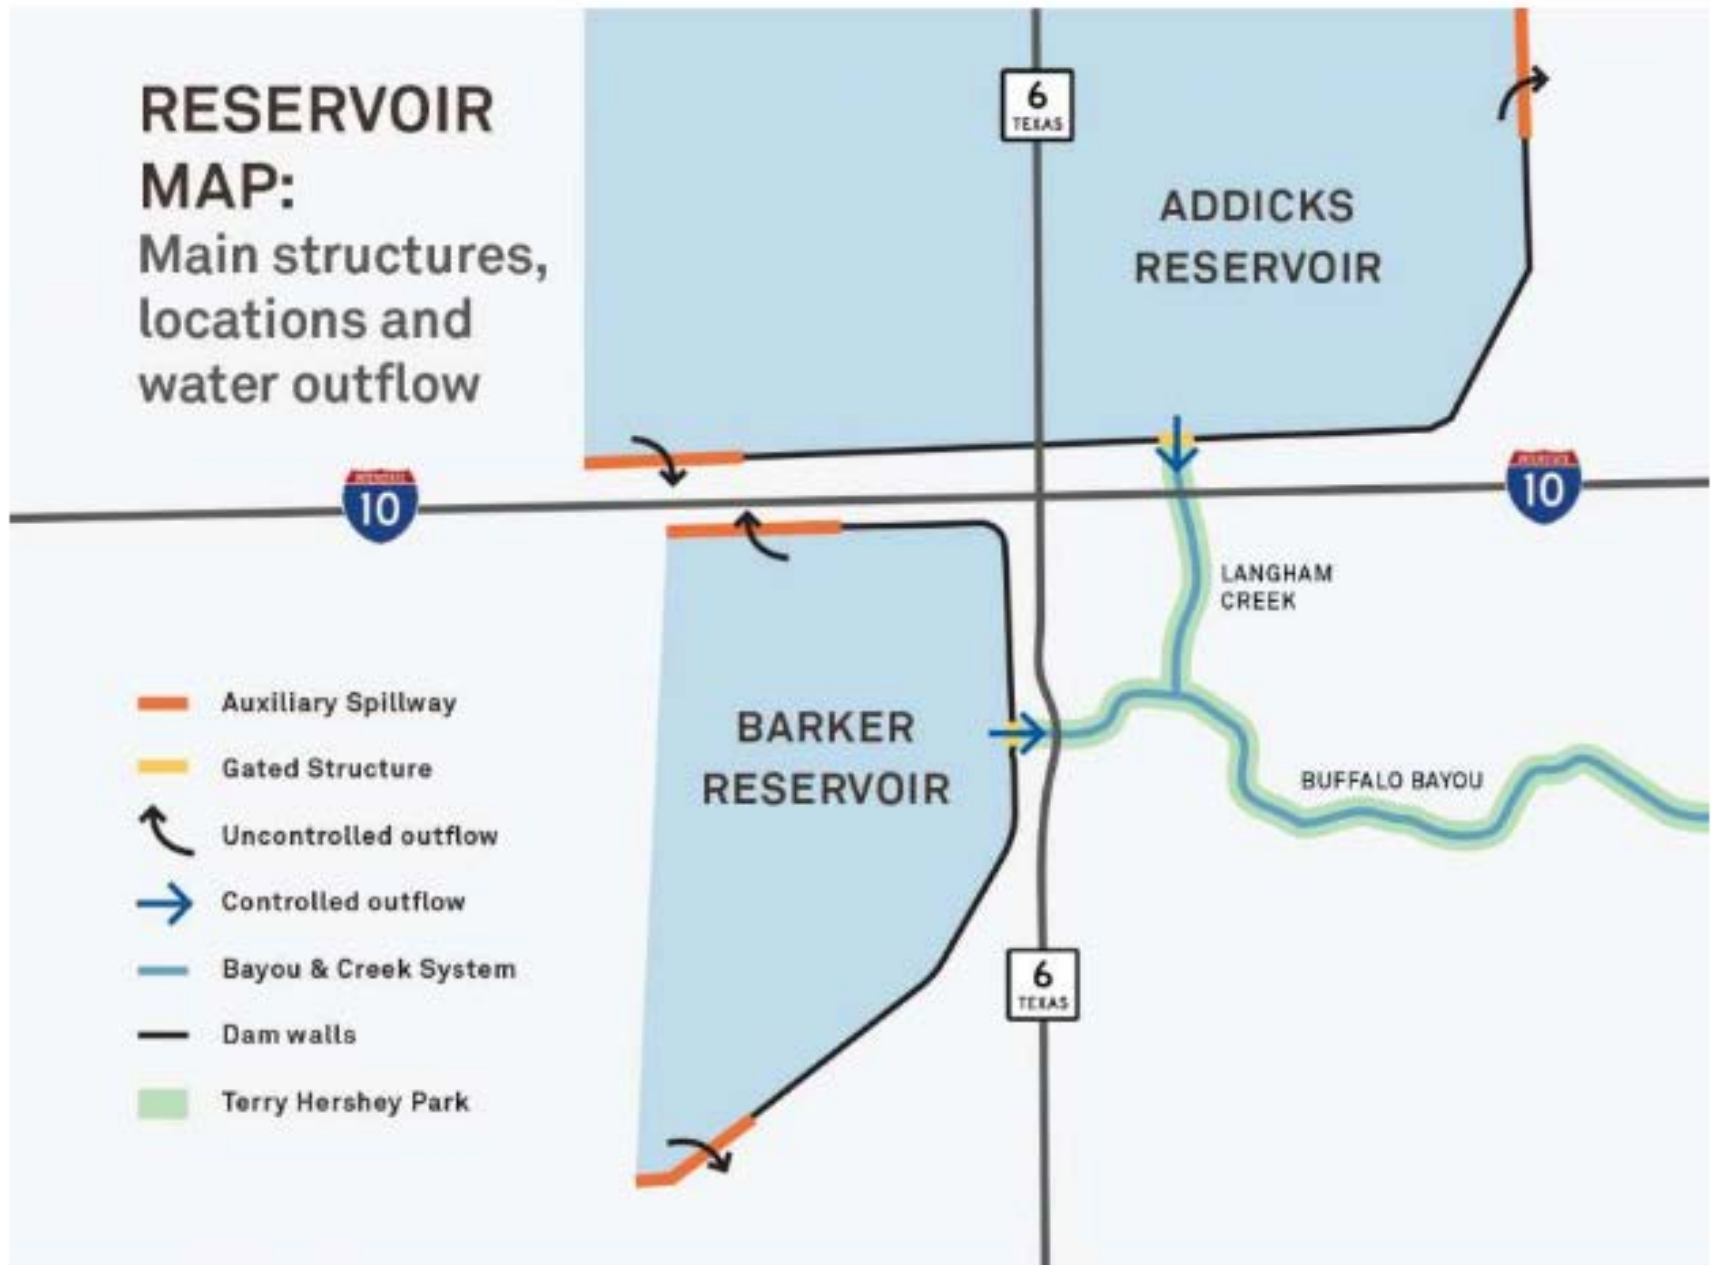 RESERVOIR
MAP:
Main structures,
locations and
water outflow
6
TEXAS
ADDICKS
RESERVOIR
10
10
LANGHAM
CREEK
BARKER
RESERVOIR
BUFFALO BAYOU
6
TEXAS
Auxiliary Spillway
Gated Structure
Uncontrolled outflow
Controlled outflow
Bayou & Creek System
Dam walls
Terry Hershey Park